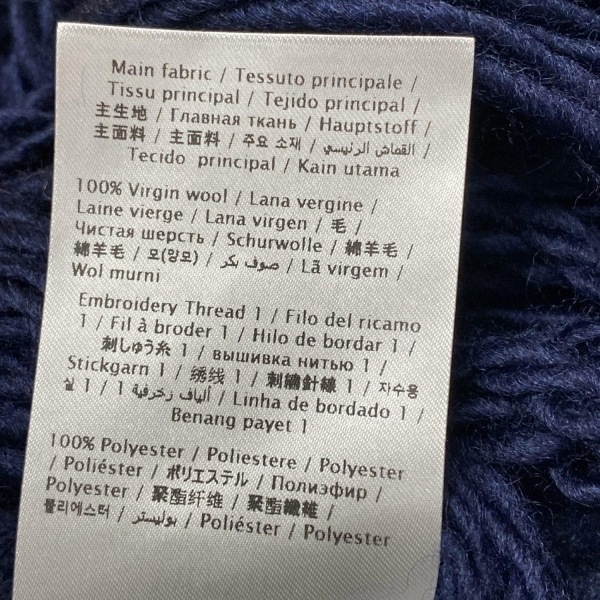 Main fabric / Tessuto principale /
Tissu principal / Tejido principal /
主生地 / Главная ткань / Hauptstoff /
主面料 / 主面料 / 주요 소재 / القماش الرئيسي /
Tecido principal / Kain utama
100% Virgin wool / Lana vergine /
Laine vierge / Lana virgen / 毛 /
Чистая шерсть / Schurwolle / 綿羊毛 /
綿羊毛 / 모(양모) / صوف بكر / Lã virgem /
Wol murni
Embroidery Thread 1 / Filo del ricamo
1 / Fil à broder 1 / Hilo de bordar 1 /
刺しゅう糸 1 / вышивка нитью 1 /
Stickgarn 1 / 绣线 1 / 刺繡針線 1 / 자수용
실 1 / ألياف زخرفية 1 / Linha de bordado 1 /
Benang payet 1
100% Polyester / Poliestere / Polyester
/ Poliéster / ポリエステル / Полиэфир /
Polyester / 聚酯纤维 / 聚酯纖維 /
폴리에스터 / بوليستر / Poliéster / Polyester